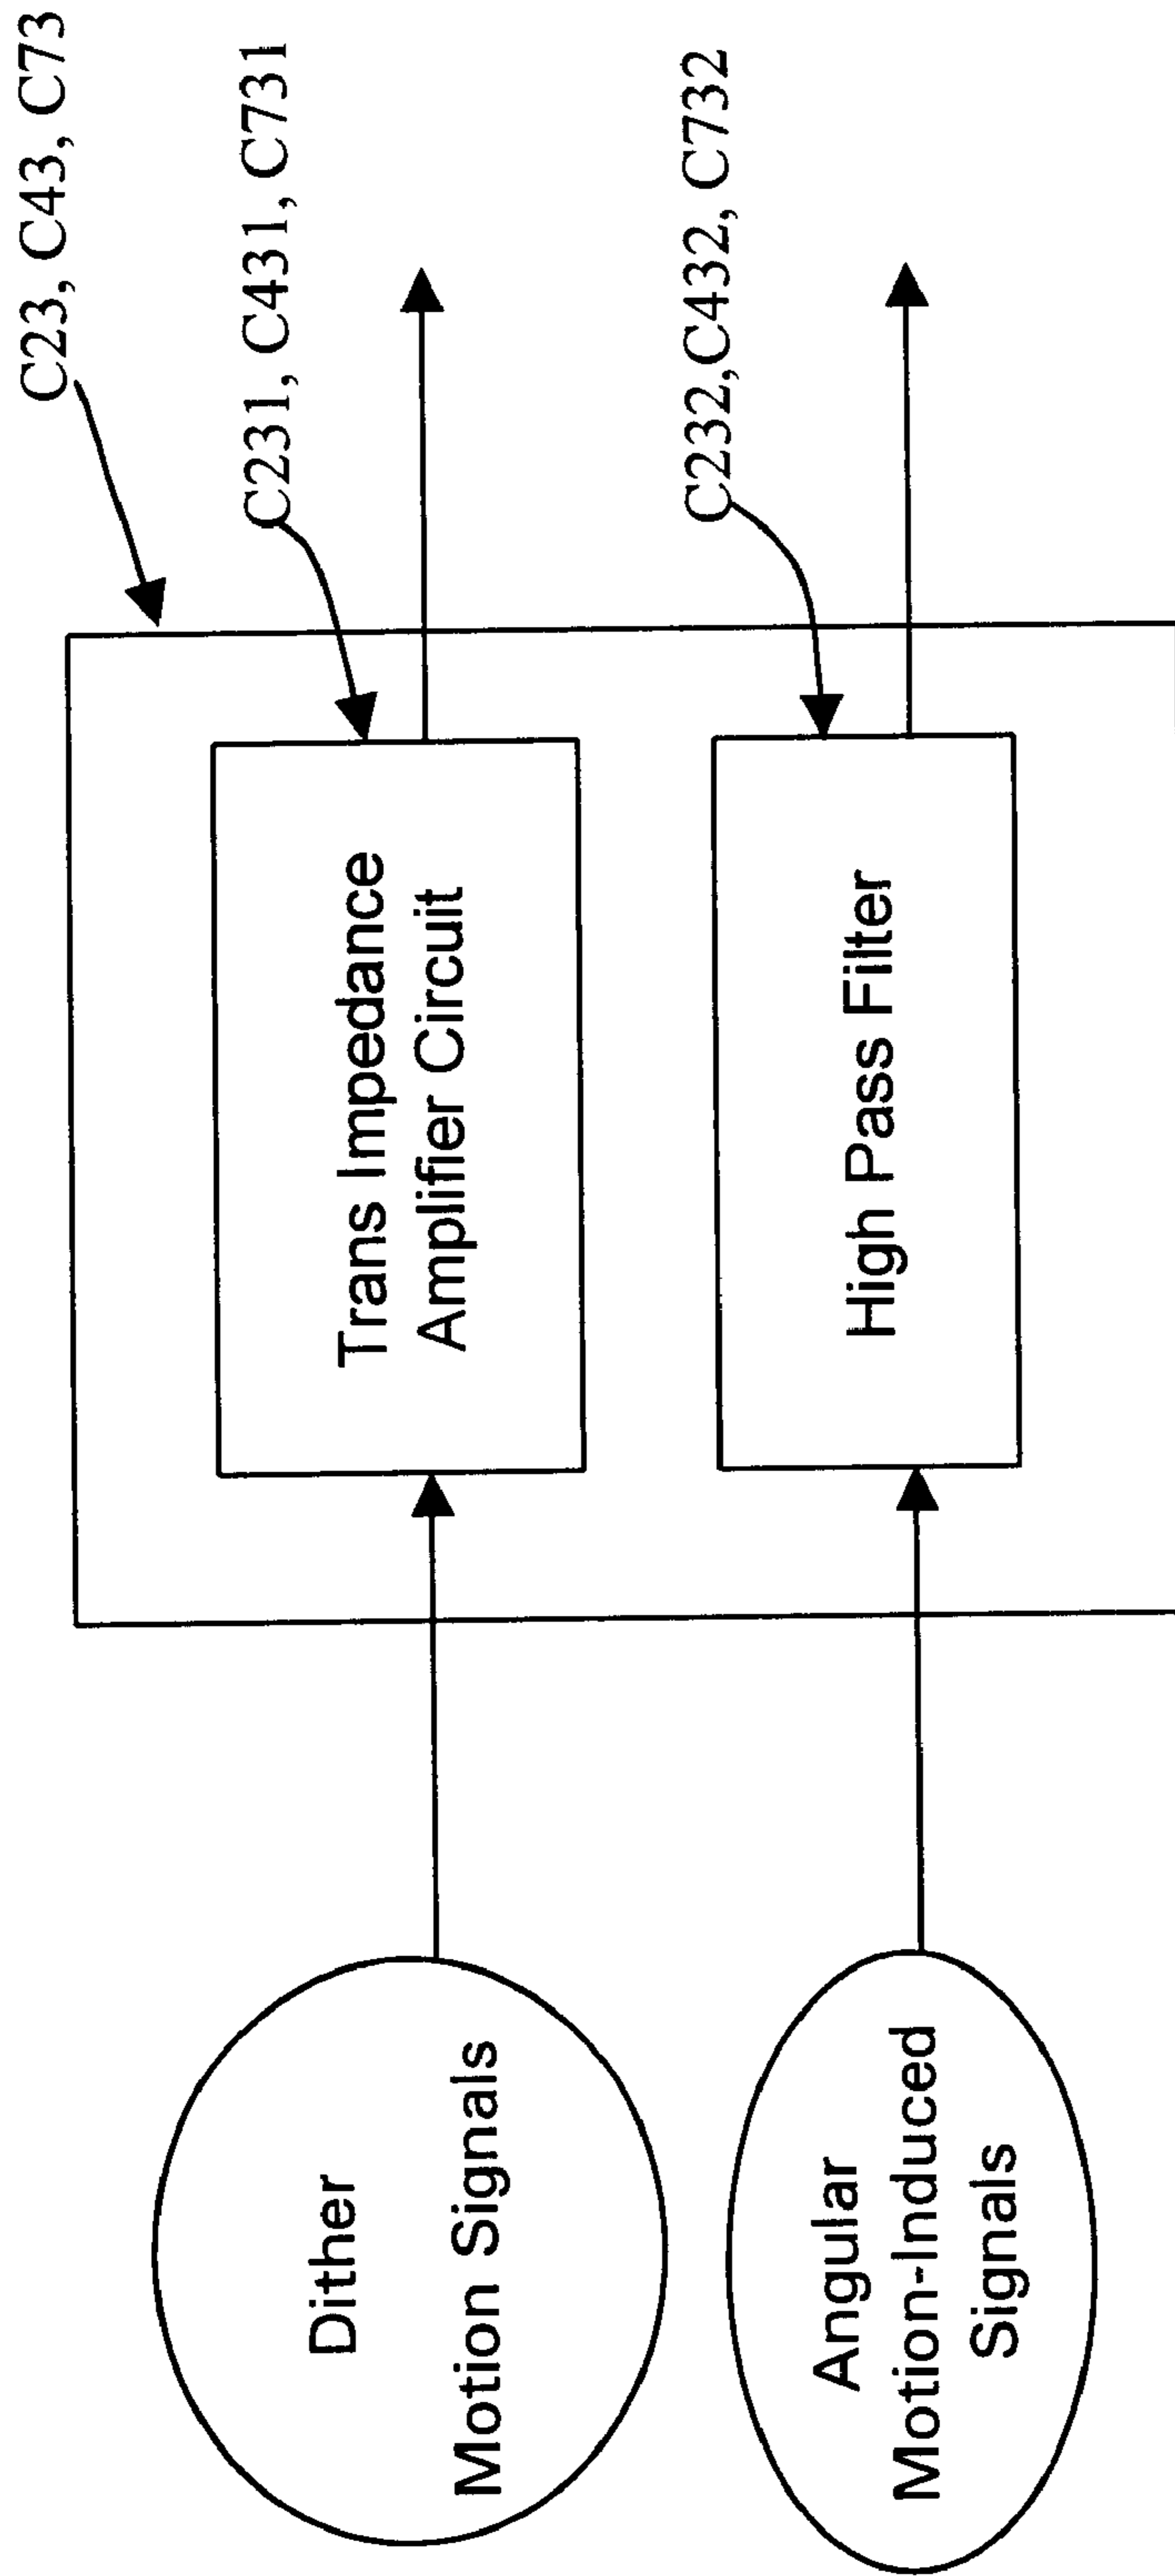 C23, C43, C73
C231, C431, C731
Trans Impedance
Amplifier Circuit
Dither
Motion Signals
C232,C432, C732
High Pass Filter
Angular
Motion-Induced
Signals